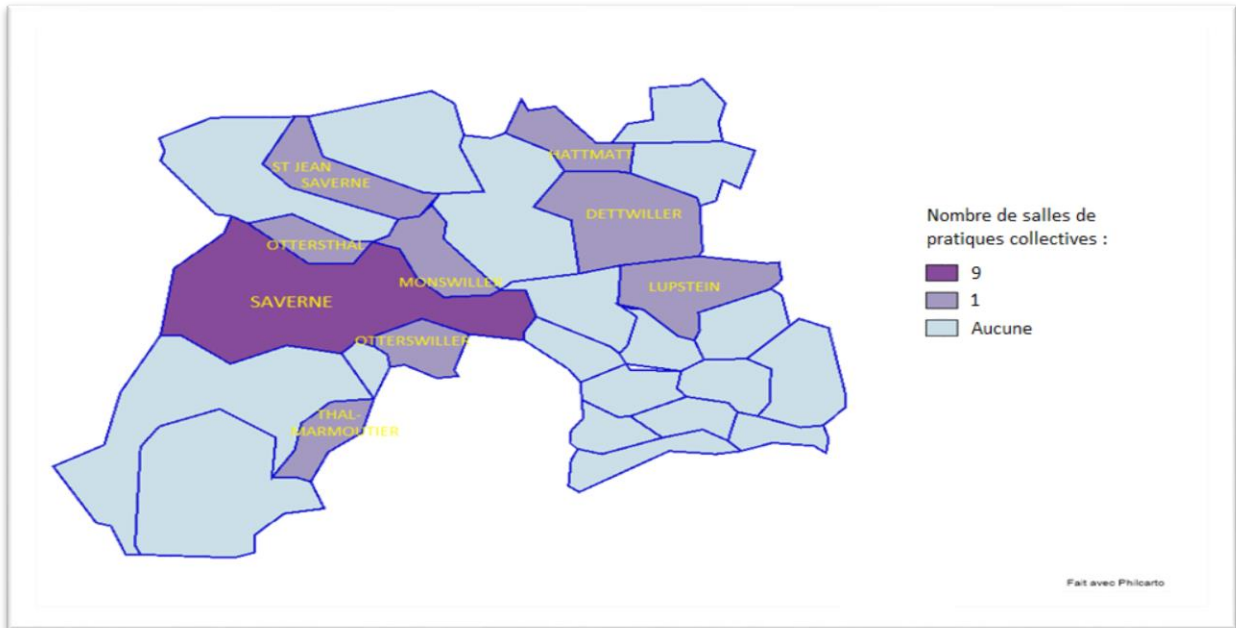 HATTMATT
ST JEAN
SAVERNE
DETTWILLER
OTTERSTHAL
MONSWILLER
LUPSTEIN
SAVERNE
OTTERSWILLER
THAL-
MARMOUTIER
Nombre de salles de
pratiques collectives :
9
1
Aucune
Fait avec Philcarto